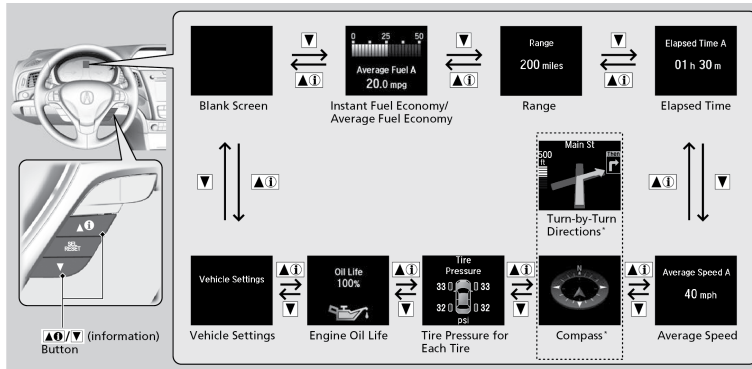 0 25 50
Average Fuel A
20.0 mpg
Range
200 miles
Elapsed Time A
01 h 30 m
▼
▼
▼
▲i
▲i
▲i
Blank Screen
Instant Fuel Economy/
Average Fuel Economy
Range
Elapsed Time
Main St
500
ft
THEN
▼
▲i
▲i
▼
Turn-by-Turn
Directions*
▲i
SEL
RESET
▼
Vehicle Settings
Oil Life
100%
Tire
Pressure
33 33
32 32
psi
N
Average Speed A
40 mph
▲i
▲i
▲i
▲i
▲i
▼
▼
▼
▼
▼
Vehicle Settings
Engine Oil Life
Tire Pressure for
Each Tire
Compass*
Average Speed
▲i/▼ (information)
Button